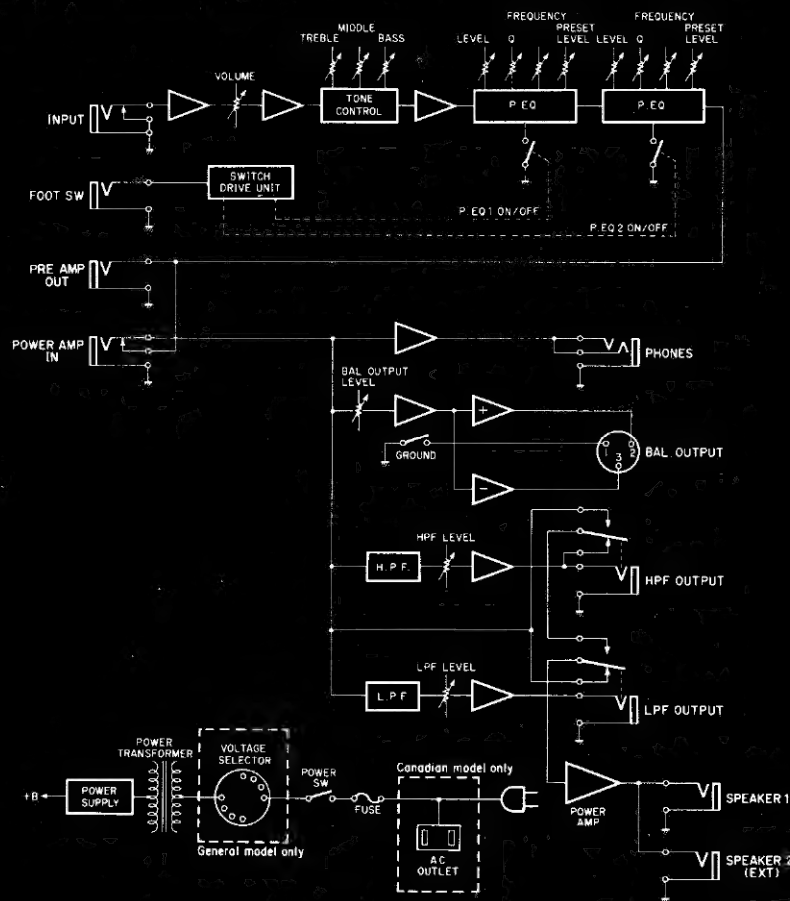 FREQUENCY
FREQUENCY
MIDDLE
TREBLE
BASS
LEVEL
Q
PRESET
LEVEL
LEVEL
Q
PRESET
LEVEL
VOLUME
INPUT
TONE
CONTROL
P.EQ
P.EQ
FOOT SW
SWITCH
DRIVE UNIT
P.EQ 1 ON/OFF
P.EQ 2 ON/OFF
PRE AMP
OUT
POWER AMP
IN
PHONES
BAL OUTPUT
LEVEL
+
GROUND
1
2
3
BAL. OUTPUT
−
HPF LEVEL
H.P.F.
HPF OUTPUT
LPF LEVEL
L.P.F
LPF OUTPUT
POWER
TRANSFORMER
VOLTAGE
SELECTOR
POWER
SW
Canadian model only
+B
POWER
SUPPLY
FUSE
POWER
AMP
SPEAKER 1
General model only
AC
OUTLET
SPEAKER 2
(EXT)